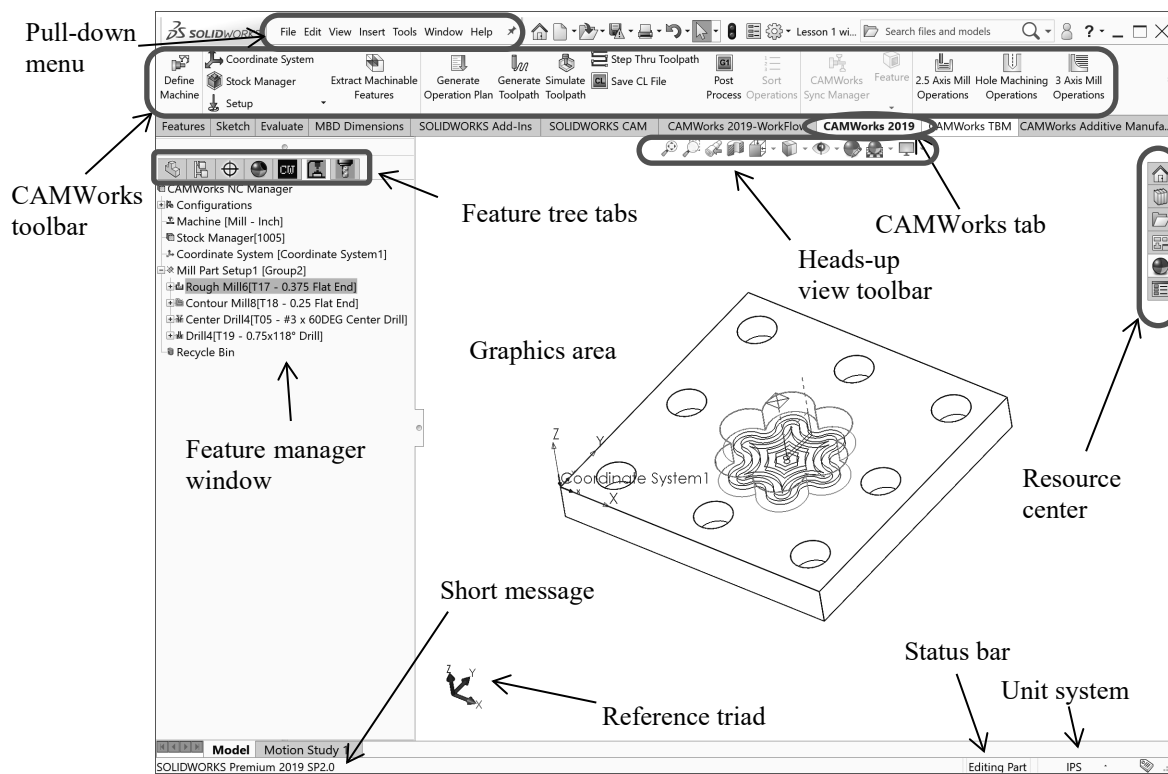 Pull-down
menu
SOLIDWORKS
File Edit View Insert Tools Window Help
Lesson 1 wi...
Search files and models
Define
Machine
Coordinate System
Stock Manager
Setup
Extract Machinable
Features
Generate
Operation Plan
Generate
Toolpath
Simulate
Toolpath
Step Thru Toolpath
CL Save CL File
G1
Post
Process
Sort
Operations
CAMWorks
Sync Manager
Feature
2.5 Axis Mill
Operations
Hole Machining
Operations
3 Axis Mill
Operations
Features Sketch Evaluate MBD Dimensions SOLIDWORKS Add-Ins SOLIDWORKS CAM CAMWorks 2019-WorkFlow CAMWorks 2019 CAMWorks TBM CAMWorks Additive Manufa...
CAMWorks
toolbar
CW
CAMWorks NC Manager
Configurations
Machine [Mill - Inch]
Stock Manager[1005]
Coordinate System [Coordinate System1]
Mill Part Setup1 [Group2]
Rough Mill6[T17 - 0.375 Flat End]
Contour Mill8[T18 - 0.25 Flat End]
Center Drill4[T05 - #3 x 60DEG Center Drill]
Drill4[T19 - 0.75x118° Drill]
Recycle Bin
Feature tree tabs
CAMWorks tab
Heads-up
view toolbar
Graphics area
Feature manager
window
Z
Y
Coordinate System1
X
Resource
center
Short message
Z
Y
X
Reference triad
Status bar
Unit system
Model Motion Study 1
SOLIDWORKS Premium 2019 SP2.0
Editing Part
IPS